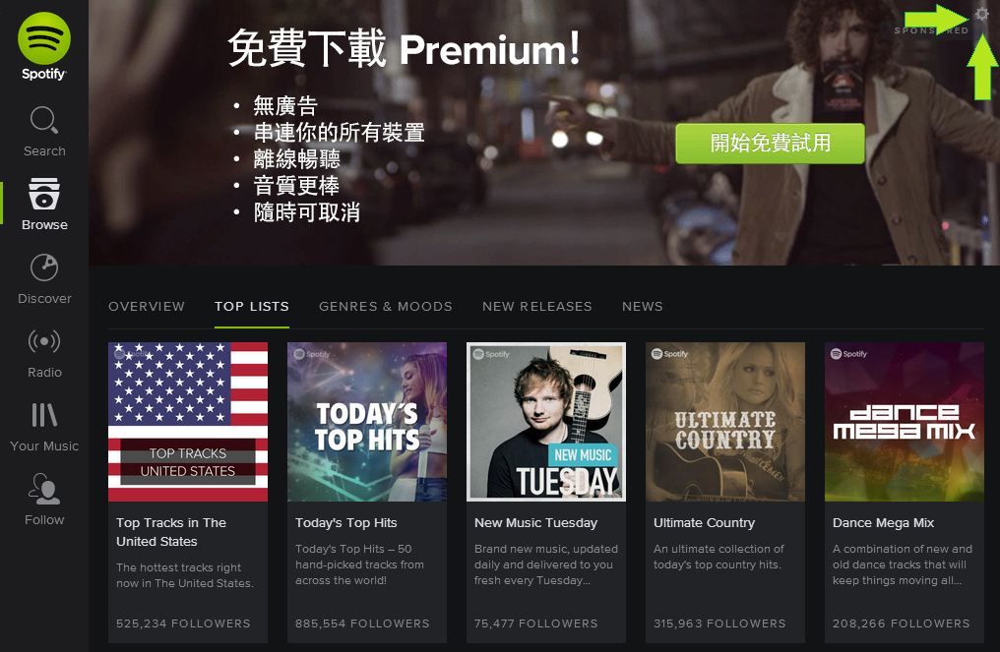 Spotify
Search
Browse
Discover
Radio
Your Music
Follow
免費下載 Premium!
• 無廣告
• 串連你的所有裝置
• 離線暢聽
• 音質更棒
• 隨時可取消
開始免費試用
SPONSORED
OVERVIEW TOP LISTS GENRES & MOODS NEW RELEASES NEWS
Spotify
TOP TRACKS
UNITED STATES
Top Tracks in The
United States
The hottest tracks right
now in The United States.
525,234 FOLLOWERS
Spotify
TODAY'S
TOP HITS
Today's Top Hits
Today's Top Hits – 50
hand-picked tracks from
across the world!
885,554 FOLLOWERS
Spotify
NEW MUSIC
TUESDAY
New Music Tuesday
Brand new music, updated
daily and delivered to you
fresh every Tuesday...
75,477 FOLLOWERS
Spotify
ULTIMATE
COUNTRY
Ultimate Country
An ultimate collection of
today's top country hits.
315,963 FOLLOWERS
Spotify
dance
mega mix
Dance Mega Mix
A combination of new and
old dance tracks that will
keep things moving all...
208,266 FOLLOWERS